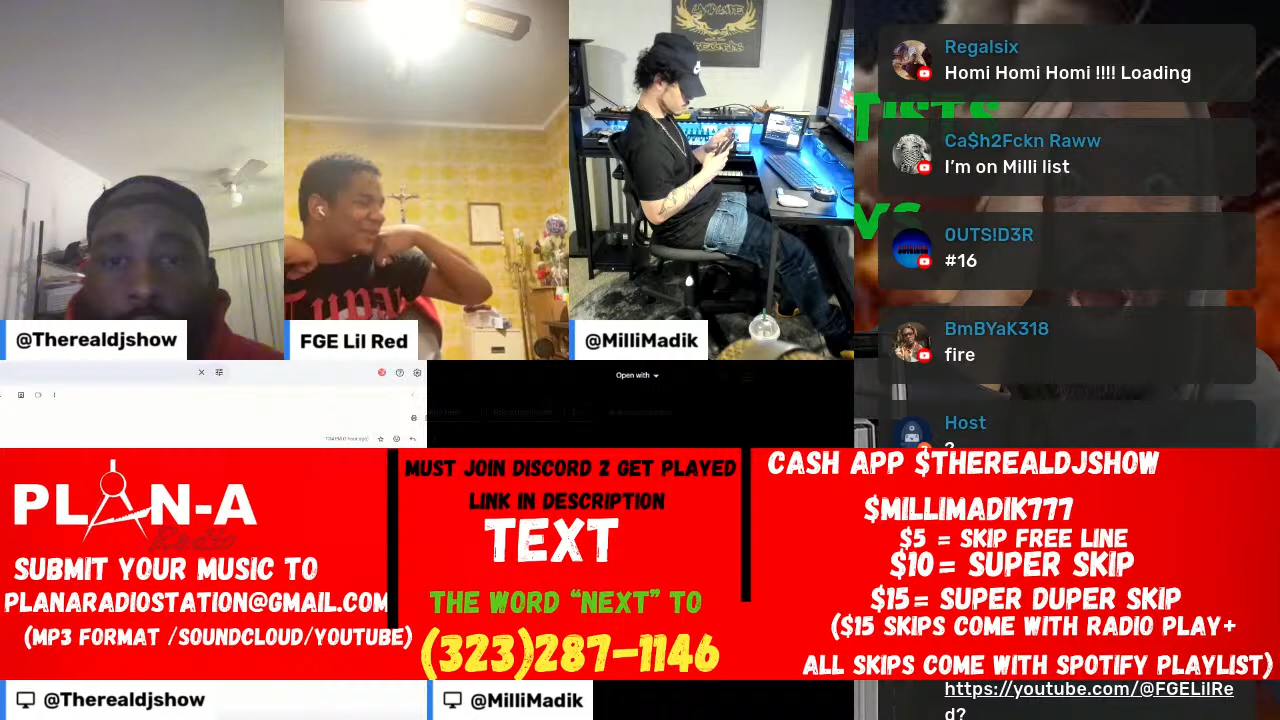 @Therealdjshow
FGE Lil Red
@MilliMadik
Regalsix
Homi Homi Homi !!!! Loading
Ca$h2Fckn Raww
I'm on Milli list
0UTS!D3R
#16
BmBYaK318
fire
Host
Open with
PLAN-A
Radio
SUBMIT YOUR MUSIC TO
PLANARADIOSTATION@GMAIL.COM
(MP3 FORMAT /SOUNDCLOUD/YOUTUBE)
MUST JOIN DISCORD 2 GET PLAYED
LINK IN DESCRIPTION
TEXT
THE WORD “NEXT” TO
(323)287-1146
CASH APP $THEREALDJSHOW
$MILLIMADIK777
$5 = SKIP FREE LINE
$10 = SUPER SKIP
$15 = SUPER DUPER SKIP
($15 SKIPS COME WITH RADIO PLAY+
ALL SKIPS COME WITH SPOTIFY PLAYLIST)
@Therealdjshow
@MilliMadik
https://youtube.com/@FGELilRe
d?